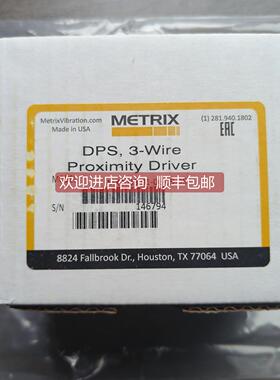 MetrixVibration.com
Made in USA
METRIX
(1) 281.940.1802
EAC
DPS, 3-Wire
Proximity Driver
欢迎进店咨询 顺丰包邮
S/N
146794
8824 Fallbrook Dr., Houston, TX 77064 USA